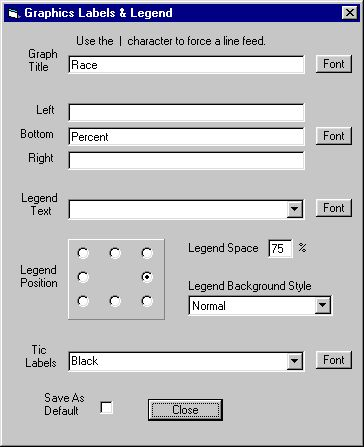 Graphics Labels & Legend
Use the | character to force a line feed.
Graph
Title
Race
Font
Left
Bottom
Percent
Font
Right
Legend
Text
Font
Legend
Position
Legend Space
75
%
Legend Background Style
Normal
Tic
Labels
Black
Font
Save As
Default
Close